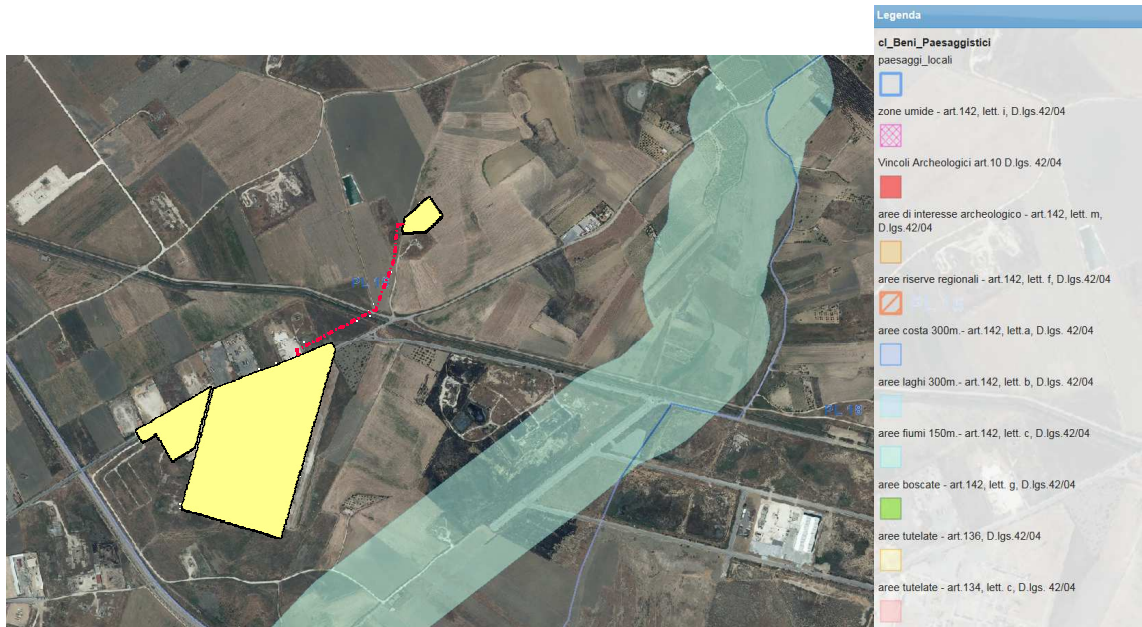 Legenda
cl_Beni_Paesaggistici
paesaggi_locali
zone umide - art.142, lett. i, D.lgs.42/04
Vincoli Archeologici art.10 D.lgs. 42/04
aree di interesse archeologico - art.142, lett. m,
D.lgs.42/04
aree riserve regionali - art.142, lett. f, D.lgs.42/04
aree costa 300m.- art.142, lett.a, D.lgs. 42/04
aree laghi 300m.- art.142, lett. b, D.lgs. 42/04
aree fiumi 150m.- art.142, lett. c, D.lgs.42/04
aree boscate - art.142, lett. g, D.lgs.42/04
aree tutelate - art.136, D.lgs.42/04
aree tutelate - art.134, lett. c, D.lgs. 42/04